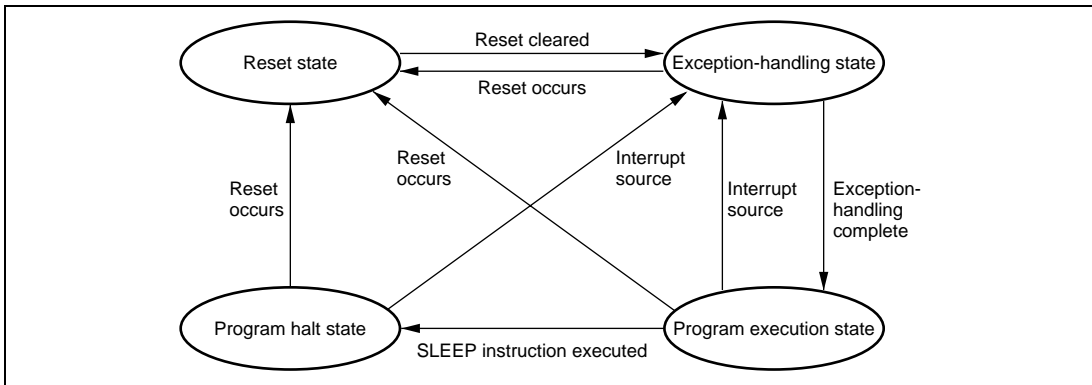 Reset cleared
Reset state
Exception-handling state
Reset occurs
Reset
occurs
Interrupt
source
Reset
occurs
Interrupt
source
Exception-
handling
complete
Program halt state
Program execution state
SLEEP instruction executed